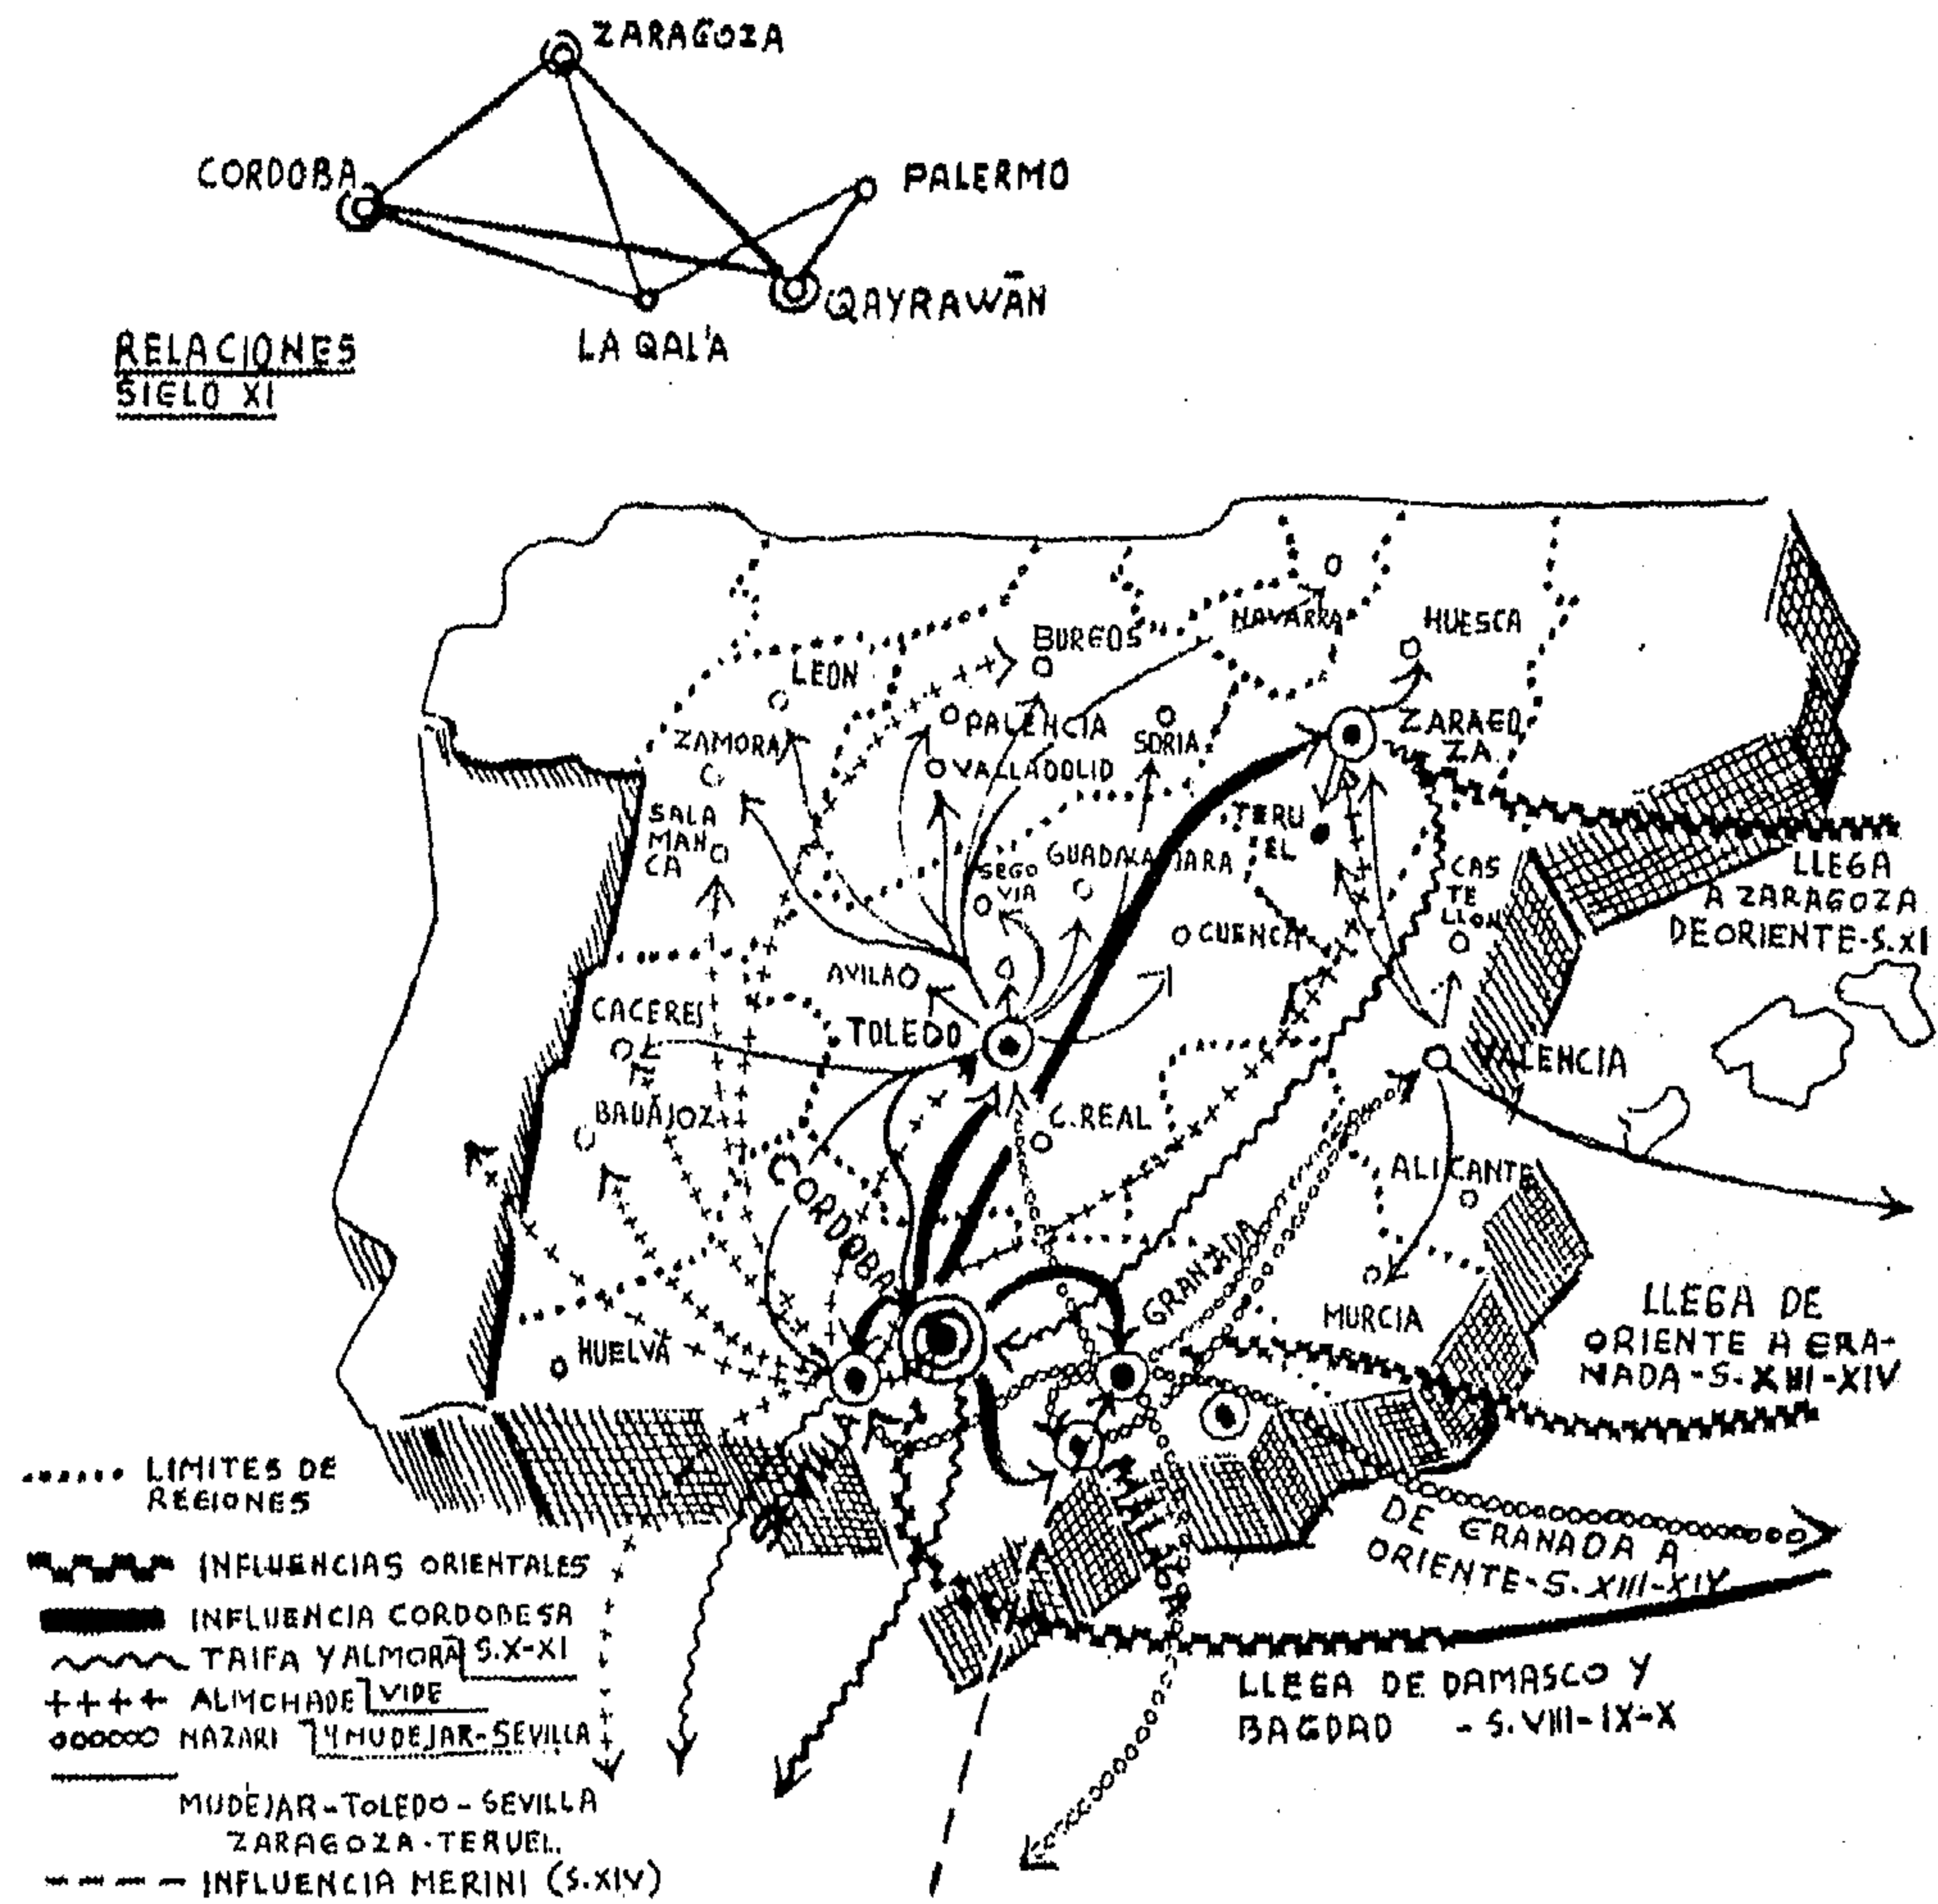 ZARAGOZA
CORDOBA
PALERMO
QAYRAWĀN
LA QAL'A
RELACIONES
SIGLO XI
BURGOS
NAVARRA
HUESCA
LEON
PALENCIA
SORIA
ZARAGO
ZA
ZAMORA
VALLADOLID
SALA
MAN
CA
TERU
EL
SEGO
VIA
GUADALAJARA
CAS
TE
LLON
LLEGA
A ZARAGOZA
DE ORIENTE-S.XI
AVILA
CUENCA
CACERES
TOLEDO
VALENCIA
BADAJOZ
C.REAL
CORDOBA
ALICANTE
GRANADA
HUELVA
MURCIA
LLEGA DE
ORIENTE A GRA-
NADA-S.XIII-XIV
MALAGA
DE GRANADA A
ORIENTE-S.XIII-XIV
LLEGA DE DAMASCO Y
BAGDAD -S.VIII-IX-X
LIMITES DE
REGIONES
INFLUENCIAS ORIENTALES
INFLUENCIA CORDOBESA
TAIFA Y ALMORA S.X-XI
ALMOHADE VIDE
NAZARI Y MUDEJAR-SEVILLA
MUDÉJAR-TOLEDO-SEVILLA
ZARAGOZA-TERUEL.
INFLUENCIA MERINI (S.XIV)